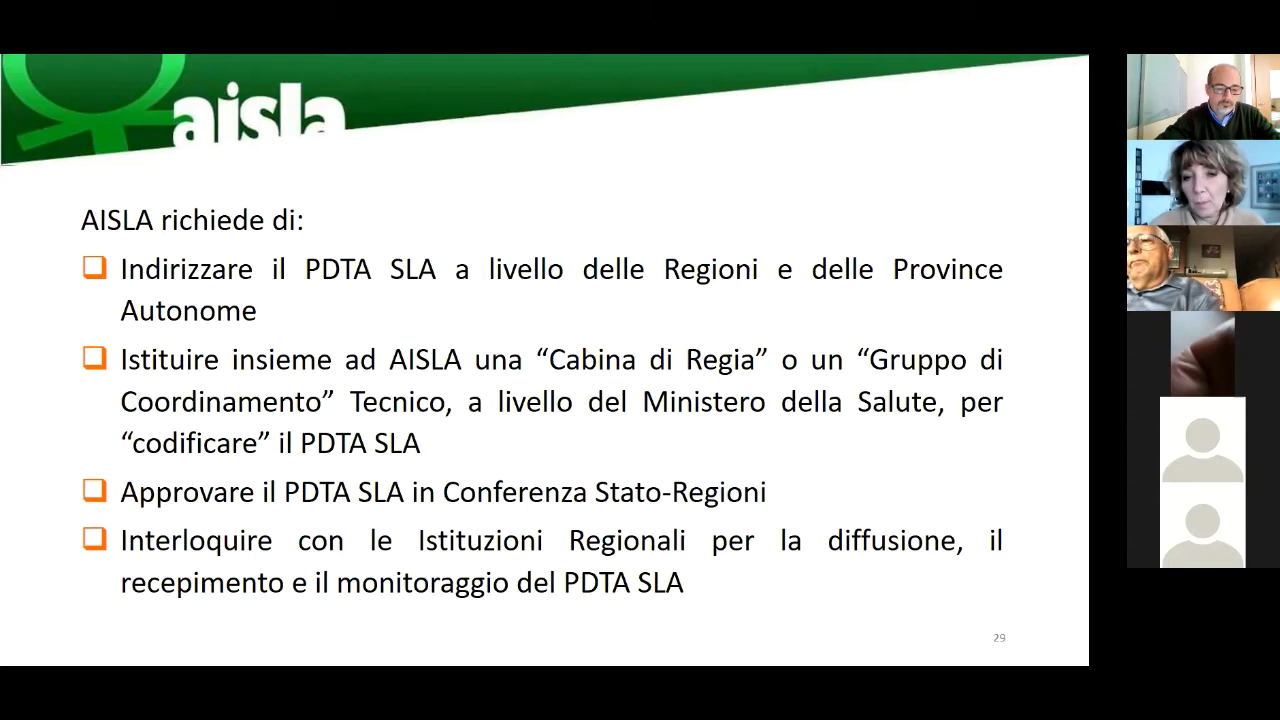 aisla
AISLA richiede di:
Indirizzare il PDTA SLA a livello delle Regioni e delle Province
Autonome
Istituire insieme ad AISLA una “Cabina di Regia” o un “Gruppo di
Coordinamento” Tecnico, a livello del Ministero della Salute, per
“codificare” il PDTA SLA
Approvare il PDTA SLA in Conferenza Stato-Regioni
Interloquire con le Istituzioni Regionali per la diffusione, il
recepimento e il monitoraggio del PDTA SLA
29